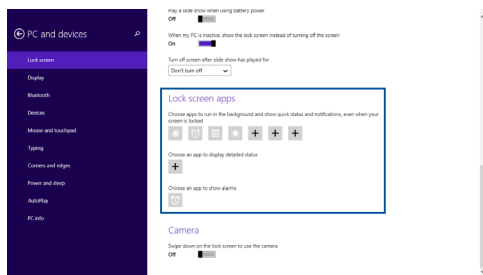 Play a slide show when using battery power
Off
PC and devices
When my PC is inactive, show the lock screen instead of turning off the screen
On
Lock screen
Turn off screen after slide show has played for
Don't turn off
Display
Bluetooth
Devices
Mouse and touchpad
Typing
Corners and edges
Power and sleep
AutoPlay
PC info
Lock screen apps
Choose apps to run in the background and show quick status and notifications, even when your
screen is locked
Choose an app to display detailed status
Choose an app to show alarms
Camera
Swipe down on the lock screen to use the camera
Off